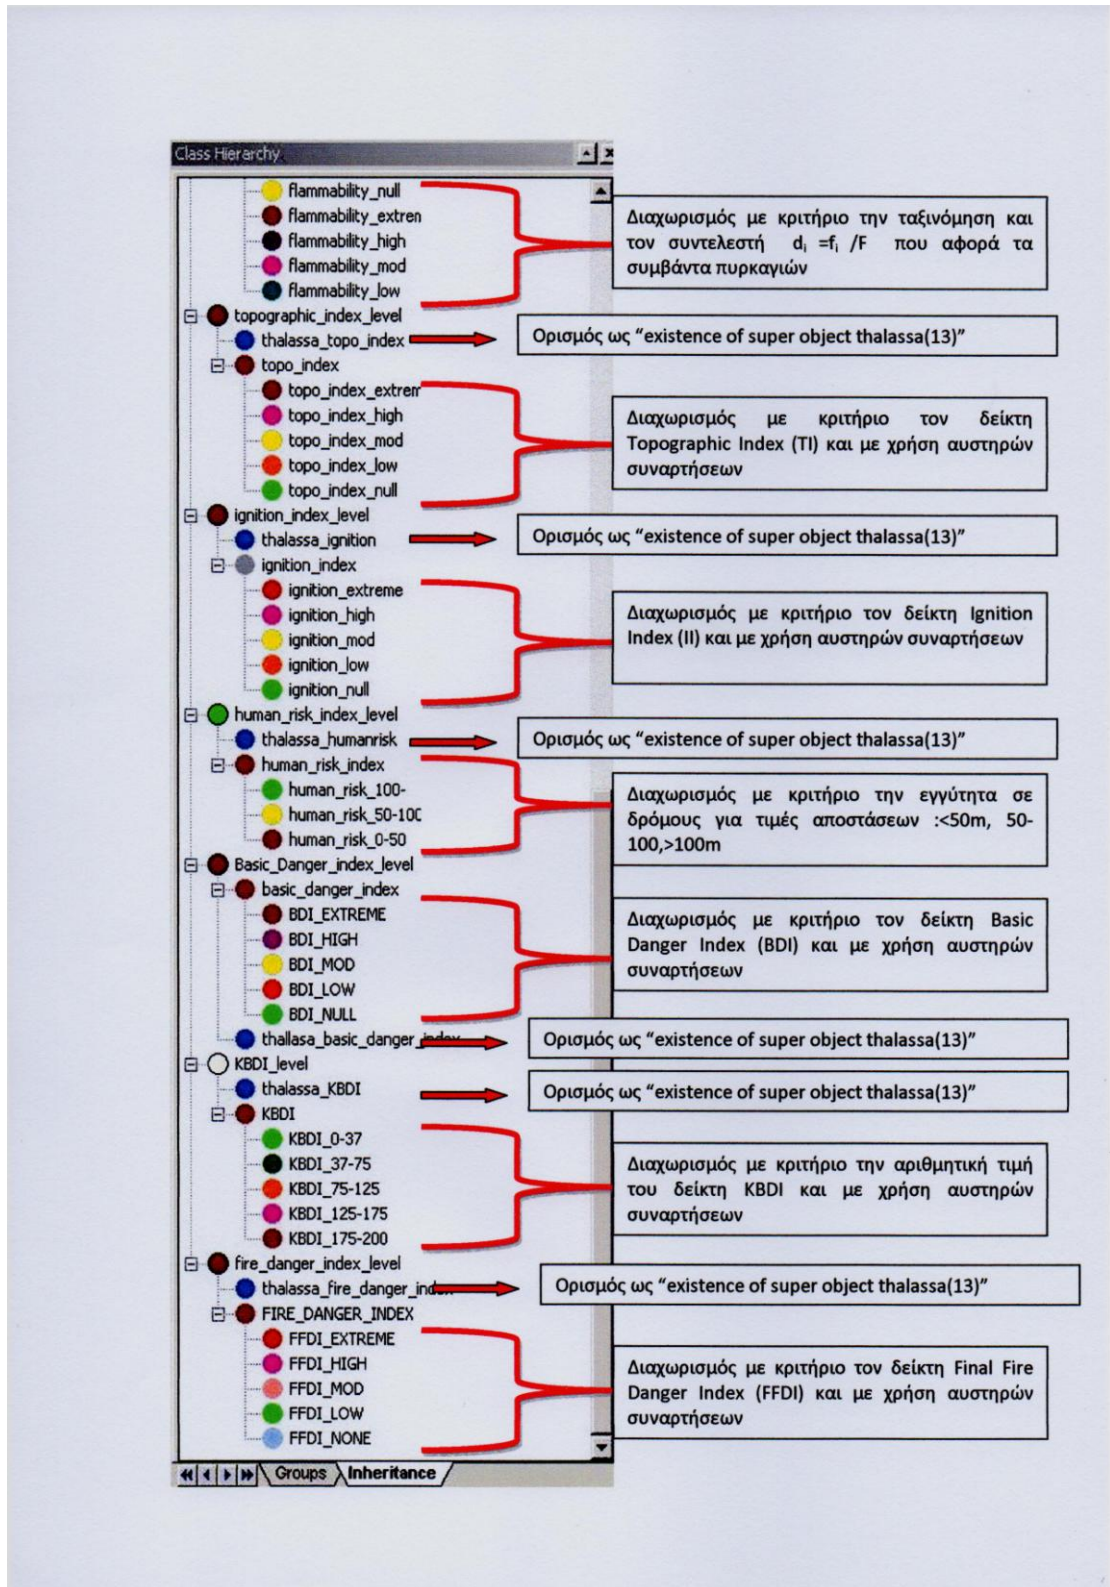 Class Hierarchy
flammability_null
flammability_extren
flammability_high
flammability_mod
flammability_low
Διαχωρισμός με κριτήριο την ταξινόμηση και
τον συντελεστή di =fi /F που αφορά τα
συμβάντα πυρκαγιών
topographic_index_level
thalassa_topo_index
Ορισμός ως “existence of super object thalassa(13)”
topo_index
topo_index_extrem
topo_index_high
topo_index_mod
topo_index_low
topo_index_null
Διαχωρισμός με κριτήριο τον δείκτη
Topographic Index (TI) και με χρήση αυστηρών
συναρτήσεων
ignition_index_level
thalassa_ignition
Ορισμός ως “existence of super object thalassa(13)”
ignition_index
ignition_extreme
ignition_high
ignition_mod
ignition_low
ignition_null
Διαχωρισμός με κριτήριο τον δείκτη Ignition
Index (II) και με χρήση αυστηρών συναρτήσεων
human_risk_index_level
thalassa_humanrisk
Ορισμός ως “existence of super object thalassa(13)”
human_risk_index
human_risk_100-
human_risk_50-100
human_risk_0-50
Διαχωρισμός με κριτήριο την εγγύτητα σε
δρόμους για τιμές αποστάσεων :<50m, 50-
100,>100m
Basic_Danger_index_level
basic_danger_index
BDI_EXTREME
BDI_HIGH
BDI_MOD
BDI_LOW
BDI_NULL
Διαχωρισμός με κριτήριο τον δείκτη Basic
Danger Index (BDI) και με χρήση αυστηρών
συναρτήσεων
thallasa_basic_danger_index
Ορισμός ως “existence of super object thalassa(13)”
KBDI_level
thalassa_KBDI
Ορισμός ως “existence of super object thalassa(13)”
KBDI
KBDI_0-37
KBDI_37-75
KBDI_75-125
KBDI_125-175
KBDI_175-200
Διαχωρισμός με κριτήριο την αριθμητική τιμή
του δείκτη KBDI και με χρήση αυστηρών
συναρτήσεων
fire_danger_index_level
thalassa_fire_danger_index
Ορισμός ως “existence of super object thalassa(13)”
FIRE_DANGER_INDEX
FFDI_EXTREME
FFDI_HIGH
FFDI_MOD
FFDI_LOW
FFDI_NONE
Διαχωρισμός με κριτήριο τον δείκτη Final Fire
Danger Index (FFDI) και με χρήση αυστηρών
συναρτήσεων
Groups Inheritance